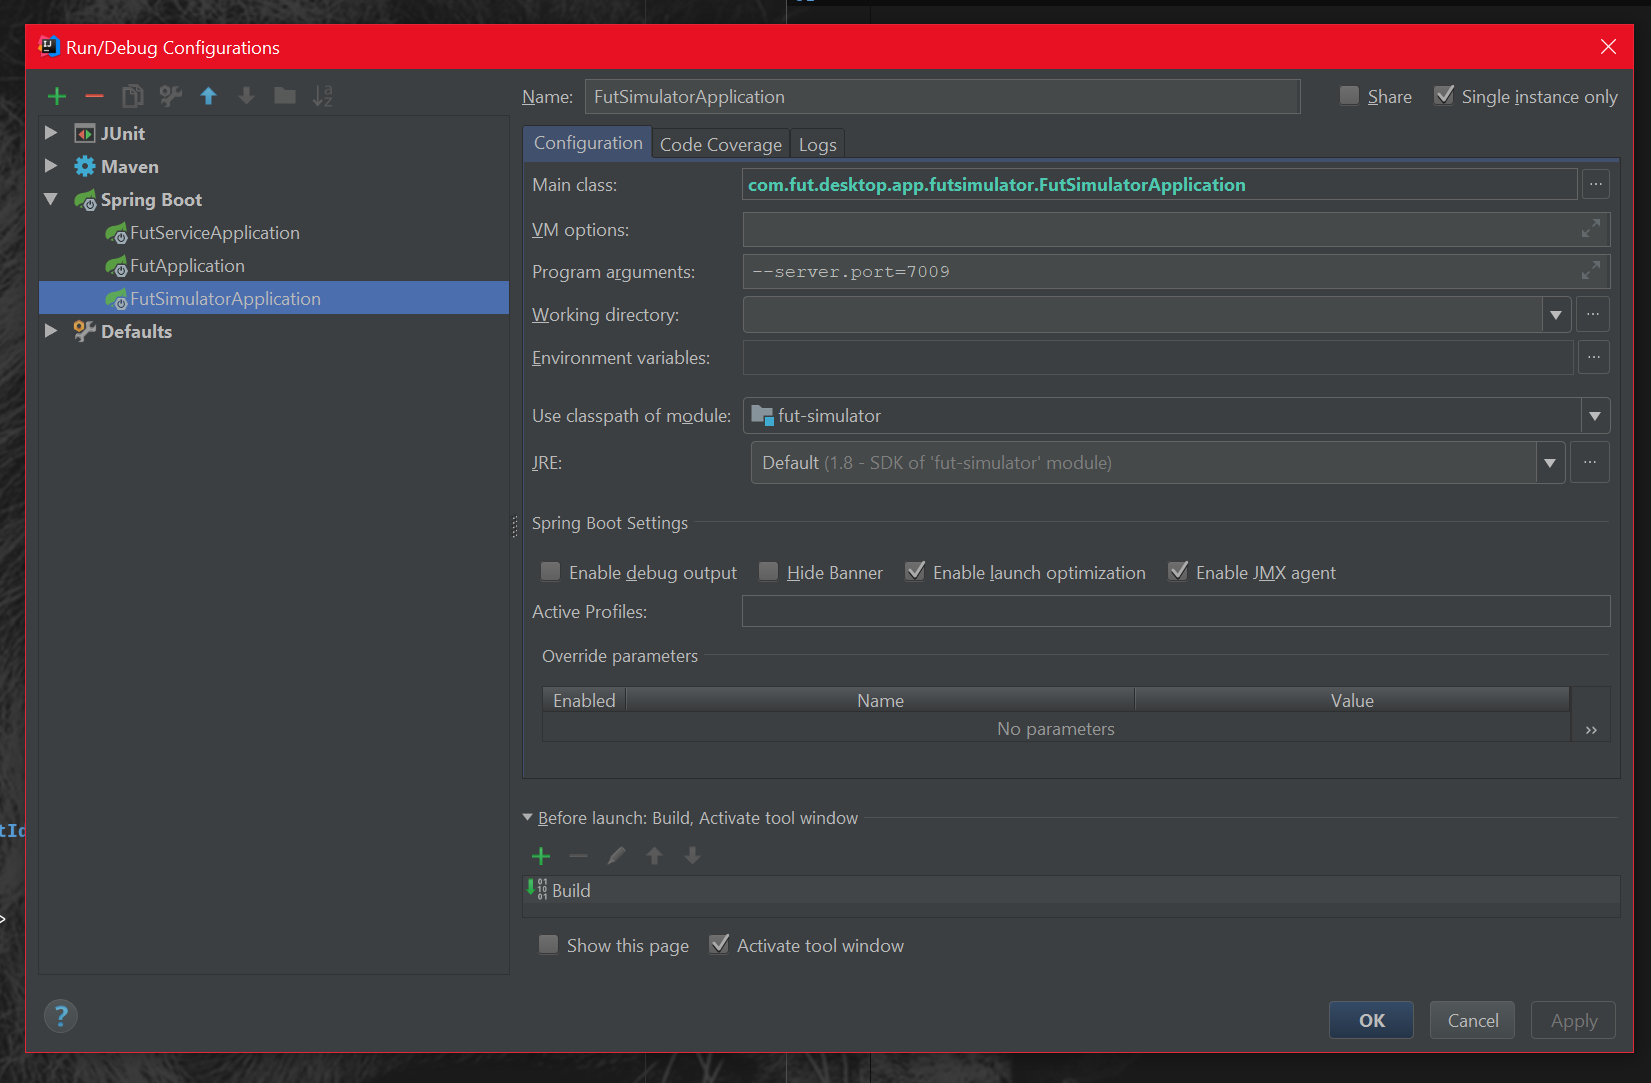 Run/Debug Configurations
Name: FutSimulatorApplication Share Single instance only
JUnit
Maven
Spring Boot
FutServiceApplication
FutApplication
FutSimulatorApplication
Defaults
Configuration Code Coverage Logs
Main class: com.fut.desktop.app.futsimulator.FutSimulatorApplication ...
VM options:
Program arguments: --server.port=7009
Working directory: ...
Environment variables: ...
Use classpath of module: fut-simulator
JRE: Default (1.8 - SDK of 'fut-simulator' module) ...
Spring Boot Settings
Enable debug output Hide Banner Enable launch optimization Enable JMX agent
Active Profiles:
Override parameters
Enabled Name Value
No parameters
»
Before launch: Build, Activate tool window
Build
Show this page Activate tool window
? OK Cancel Apply
tId
>